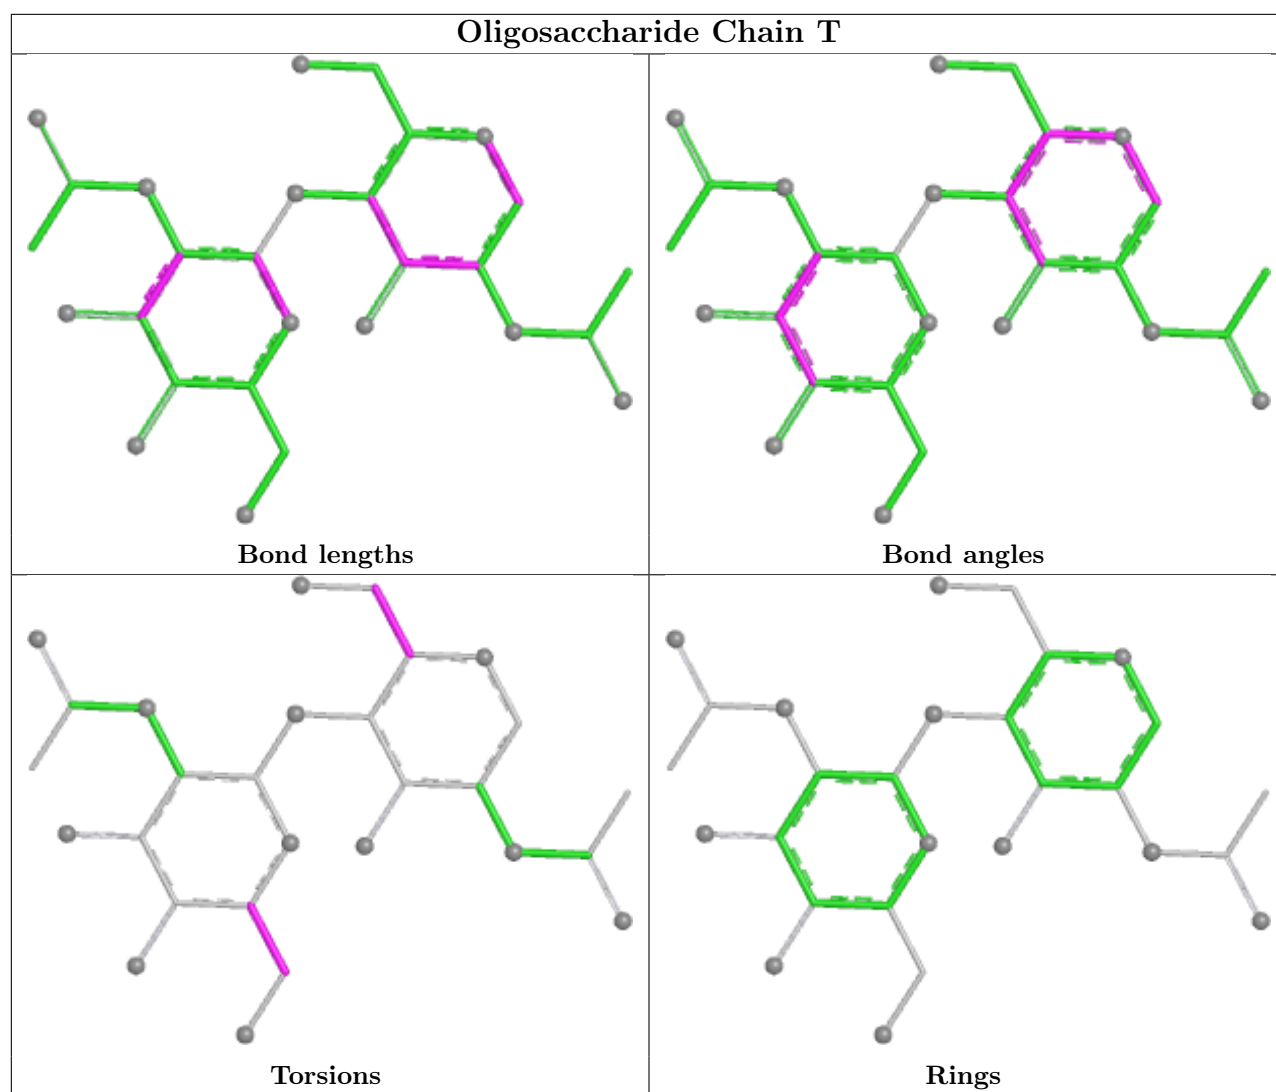 Oligosaccharide Chain T
Bond lengths
Bond angles
Torsions
Rings